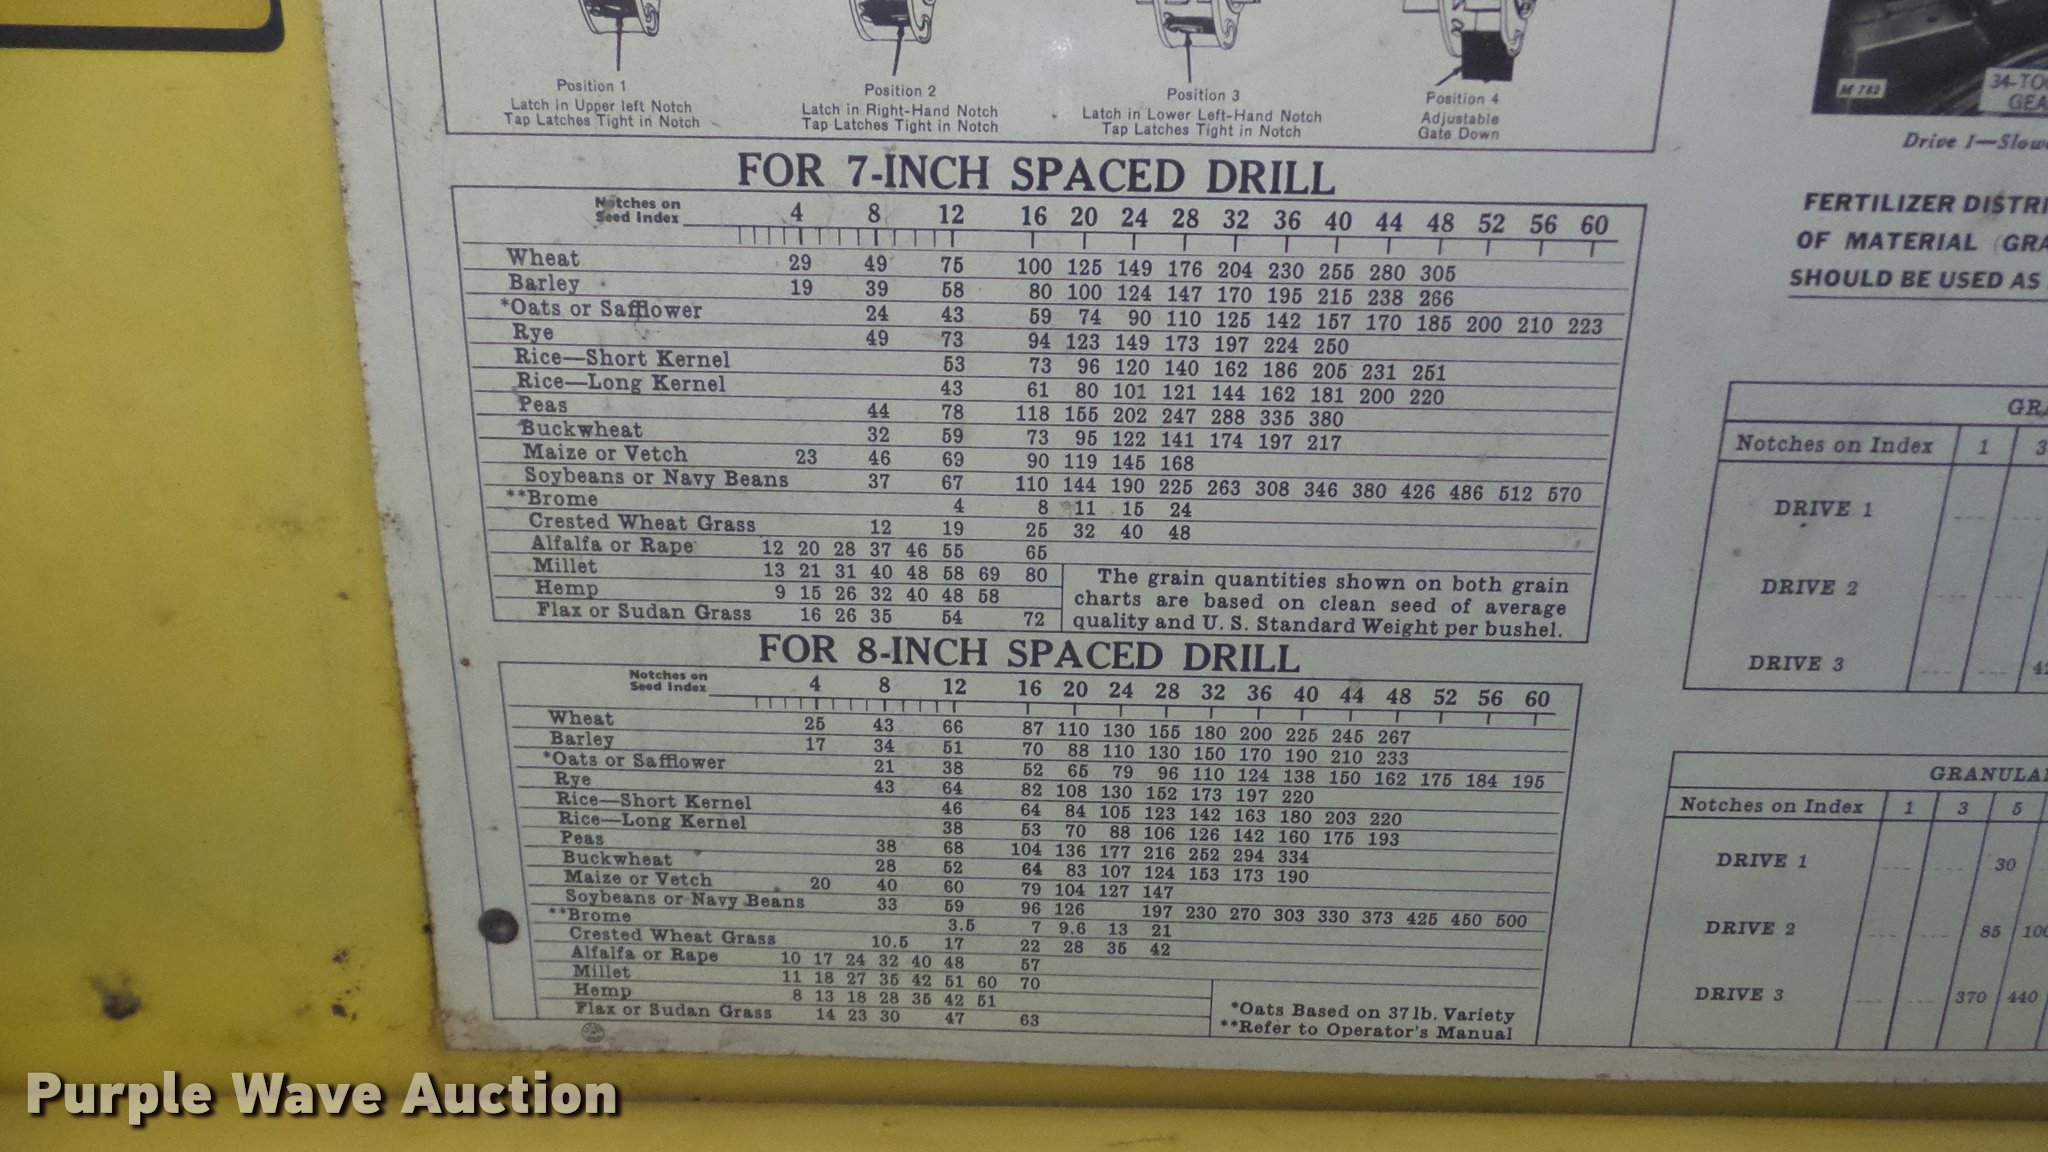 Position 1
Latch in Upper left Notch
Tap Latches Tight in Notch
Position 2
Latch in Right-Hand Notch
Tap Latches Tight in Notch
Position 3
Latch in Lower Left-Hand Notch
Tap Latches Tight in Notch
Position 4
Adjustable
Gate Down
FOR 7-INCH SPACED DRILL
Notches on
Seed Index 4 8 12 16 20 24 28 32 36 40 44 48 52 56 60
Wheat 29 49 75 100 125 149 176 204 230 255 280 305
Barley 19 39 58 80 100 124 147 170 195 215 238 266
*Oats or Safflower 24 43 59 74 90 110 125 142 157 170 185 200 210 223
Rye 49 73 94 123 149 173 197 224 250
Rice—Short Kernel 53 73 96 120 140 162 186 205 231 251
Rice—Long Kernel 43 61 80 101 121 144 162 181 200 220
Peas 44 78 118 155 202 247 288 335 380
Buckwheat 32 59 73 95 122 141 174 197 217
Maize or Vetch 23 46 69 90 119 145 168
Soybeans or Navy Beans 37 67 110 144 190 225 263 308 346 380 426 486 512 570
**Brome 4 8 11 15 24
Crested Wheat Grass 12 19 25 32 40 48
Alfalfa or Rape 12 20 28 37 46 55 65
Millet 13 21 31 40 48 58 69 80
Hemp 9 15 26 32 40 48 58
Flax or Sudan Grass 16 26 35 54 72
The grain quantities shown on both grain
charts are based on clean seed of average
quality and U. S. Standard Weight per bushel.
FOR 8-INCH SPACED DRILL
Notches on
Seed Index 4 8 12 16 20 24 28 32 36 40 44 48 52 56 60
Wheat 25 43 66 87 110 130 155 180 200 225 245 267
Barley 17 34 51 70 88 110 130 150 170 190 210 233
*Oats or Safflower 21 38 52 65 79 96 110 124 138 150 162 175 184 195
Rye 43 64 82 108 130 152 173 197 220
Rice—Short Kernel 46 64 84 105 123 142 163 180 203 220
Rice—Long Kernel 38 53 70 88 106 126 142 160 175 193
Peas 38 68 104 136 177 216 252 294 334
Buckwheat 28 52 64 83 107 124 153 173 190
Maize or Vetch 20 40 60 79 104 127 147
Soybeans or Navy Beans 33 59 96 126 197 230 270 303 330 373 425 450 500
**Brome 3.5 7 9.6 13 21
Crested Wheat Grass 10.5 17 22 28 35 42
Alfalfa or Rape 10 17 24 32 40 48 57
Millet 11 18 27 35 42 51 60 70
Hemp 8 13 18 28 35 42 51
Flax or Sudan Grass 14 23 30 47 63
*Oats Based on 37 lb. Variety
**Refer to Operator's Manual
M 783
34-TOO
GEA
Drive 1—Slow
FERTILIZER DISTRI
OF MATERIAL (GRA
SHOULD BE USED AS
GRA
Notches on Index 1 3
DRIVE 1 --- ---
DRIVE 2 --- ---
DRIVE 3 --- --- 42
GRANULAR
Notches on Index 1 3 5
DRIVE 1 --- --- 30
DRIVE 2 --- --- 85 100
DRIVE 3 --- --- 370 440
Purple Wave Auction